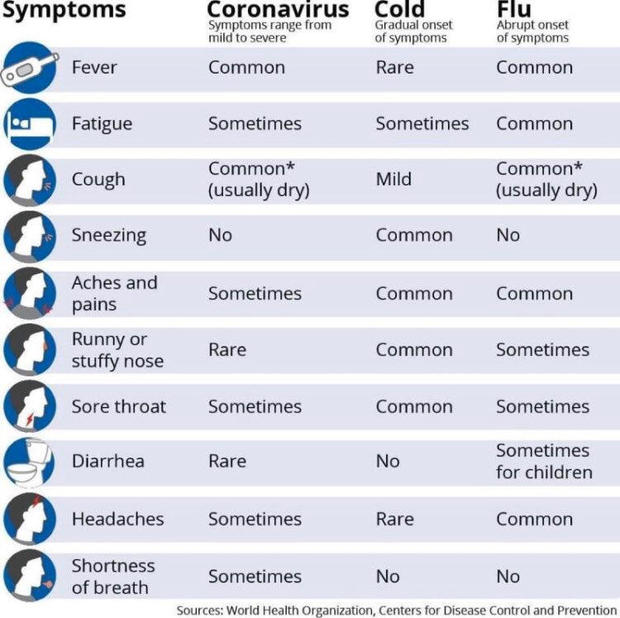 Symptoms Coronavirus Cold Flu
Symptoms range from Gradual onset Abrupt onset
mild to severe of symptoms of symptoms
Fever Common Rare Common
Fatigue Sometimes Sometimes Common
Cough Common* (usually dry) Mild Common* (usually dry)
Sneezing No Common No
Aches and pains Sometimes Common Common
Runny or stuffy nose Rare Common Sometimes
Sore throat Sometimes Common Sometimes
Diarrhea Rare No Sometimes for children
Headaches Sometimes Rare Common
Shortness of breath Sometimes No No
Sources: World Health Organization, Centers for Disease Control and Prevention